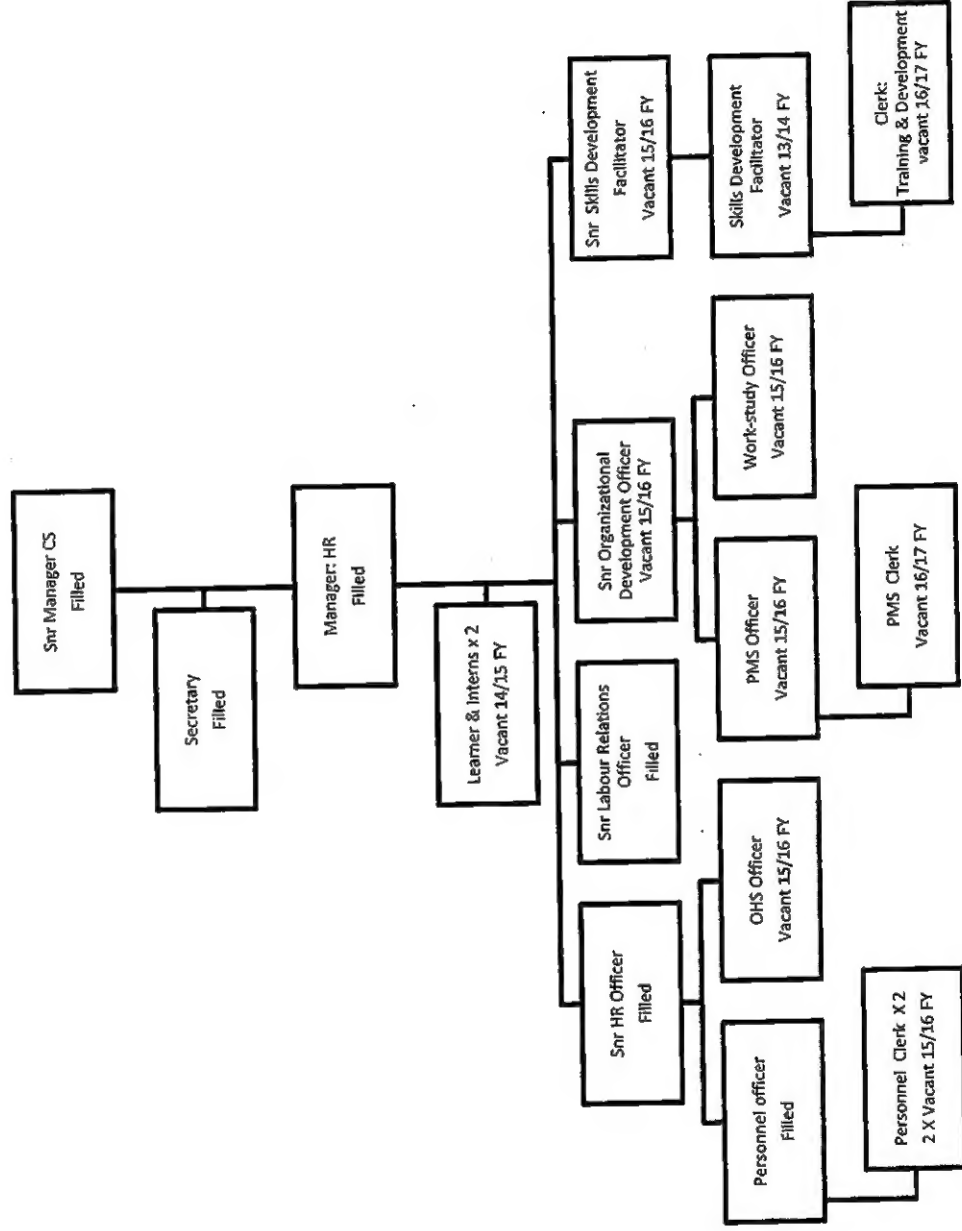 Snr Manager CS
Filled
Secretary
Filled
Manager: HR
Filled
Learner & Interns x 2
Vacant 14/15 FY
Snr HR Officer
Filled
Snr Labour Relations
Officer
Filled
Snr Organizational
Development Officer
Vacant 15/16 FY
Snr Skills Development
Facilitator
Vacant 15/16 FY
Personnel officer
Filled
OHS Officer
Vacant 15/16 FY
PMS Officer
Vacant 15/16 FY
Work-study Officer
Vacant 15/16 FY
Skills Development
Facilitator
Vacant 13/14 FY
Personnel Clerk X 2
2 X Vacant 15/16 FY
PMS Clerk
Vacant 16/17 FY
Clerk:
Training & Development
vacant 16/17 FY